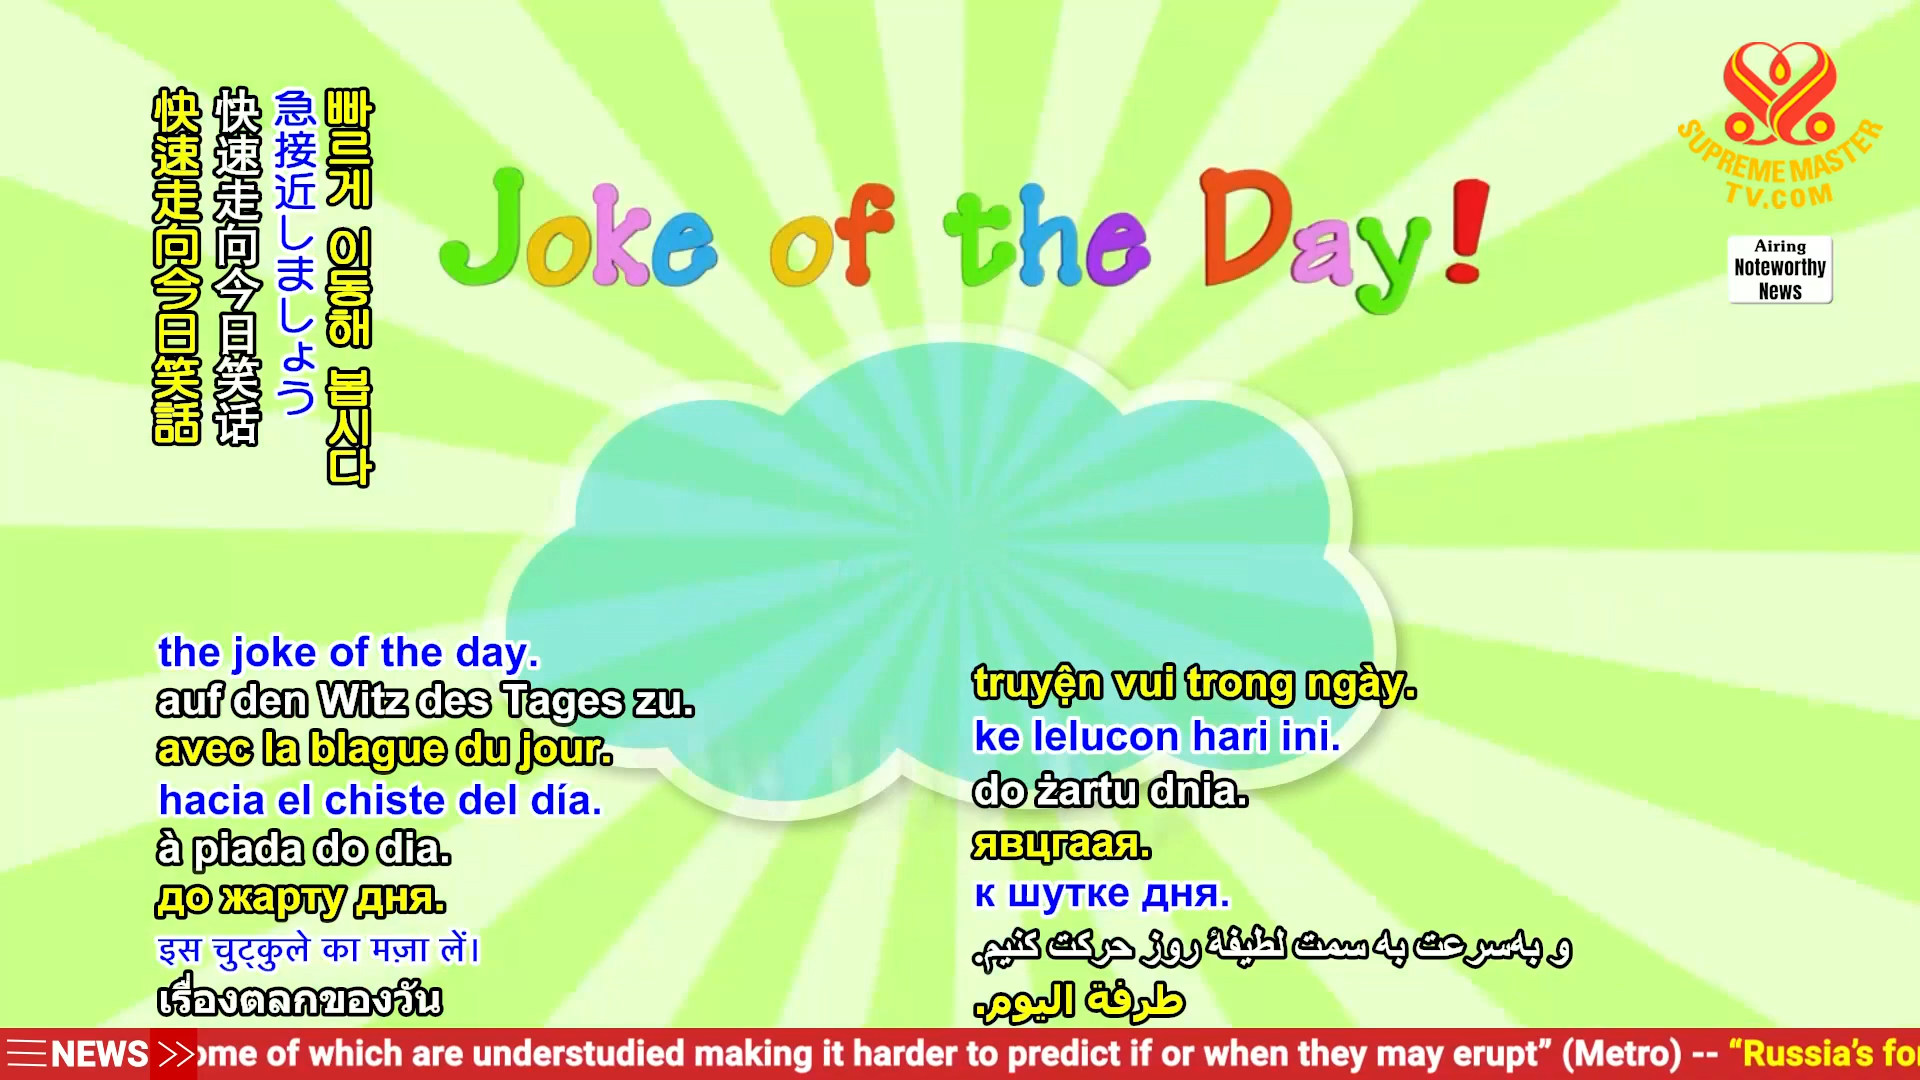 快速走向今日笑話
快速走向今日笑话
急接近しましょう
빠르게 이동해 봅시다
Joke of the Day!
SUPREME MASTER
TV.COM
Airing
Noteworthy
News
the joke of the day.
auf den Witz des Tages zu.
avec la blague du jour.
hacia el chiste del día.
à piada do dia.
до жарту дня.
इस चुट्कुले का मज़ा लें।
เรื่องตลกของวัน
truyện vui trong ngày.
ke lelucon hari ini.
do żartu dnia.
явцгаая.
к шутке дня.
و به‌سرعت به سمت لطیفهٔ روز حرکت کنیم.
طرفة اليوم.
NEWS >> ome of which are understudied making it harder to predict if or when they may erupt” (Metro) -- “Russia’s fo